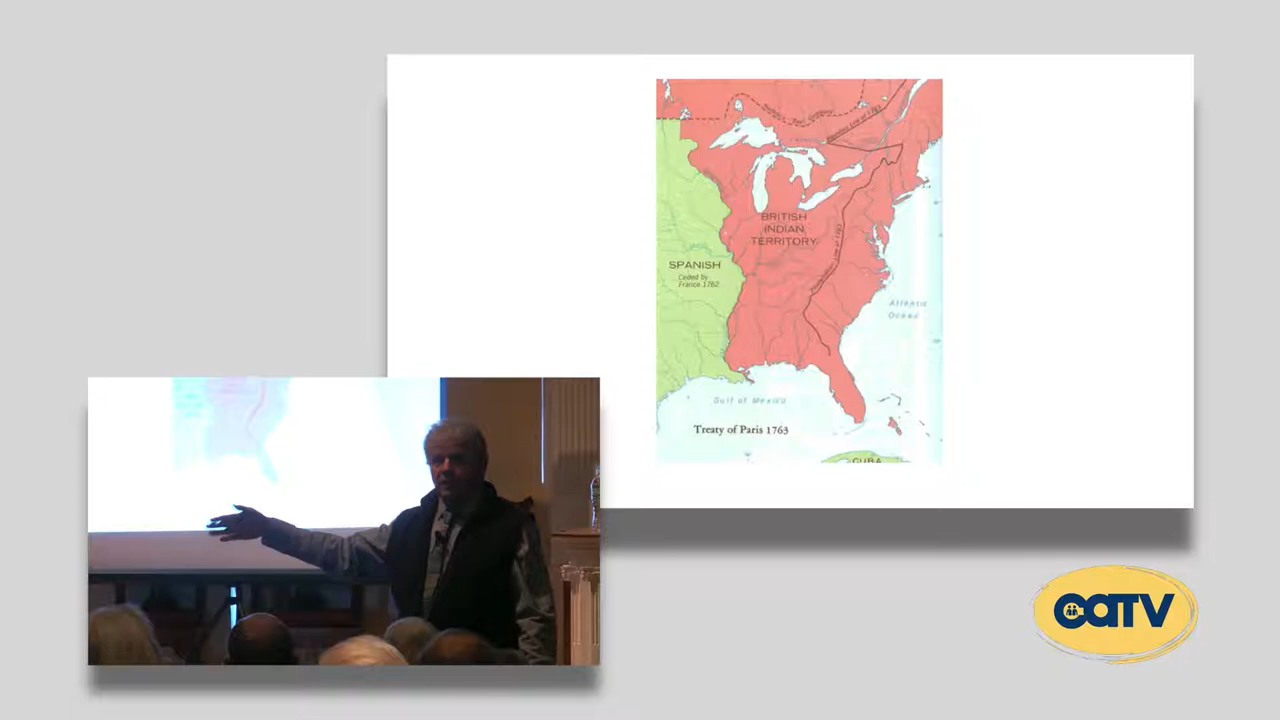 BRITISH
INDIAN
TERRITORY
SPANISH
Ceded by
France 1762
Atlantic
Ocean
Gulf of Mexico
Treaty of Paris 1763
CUBA
CATV